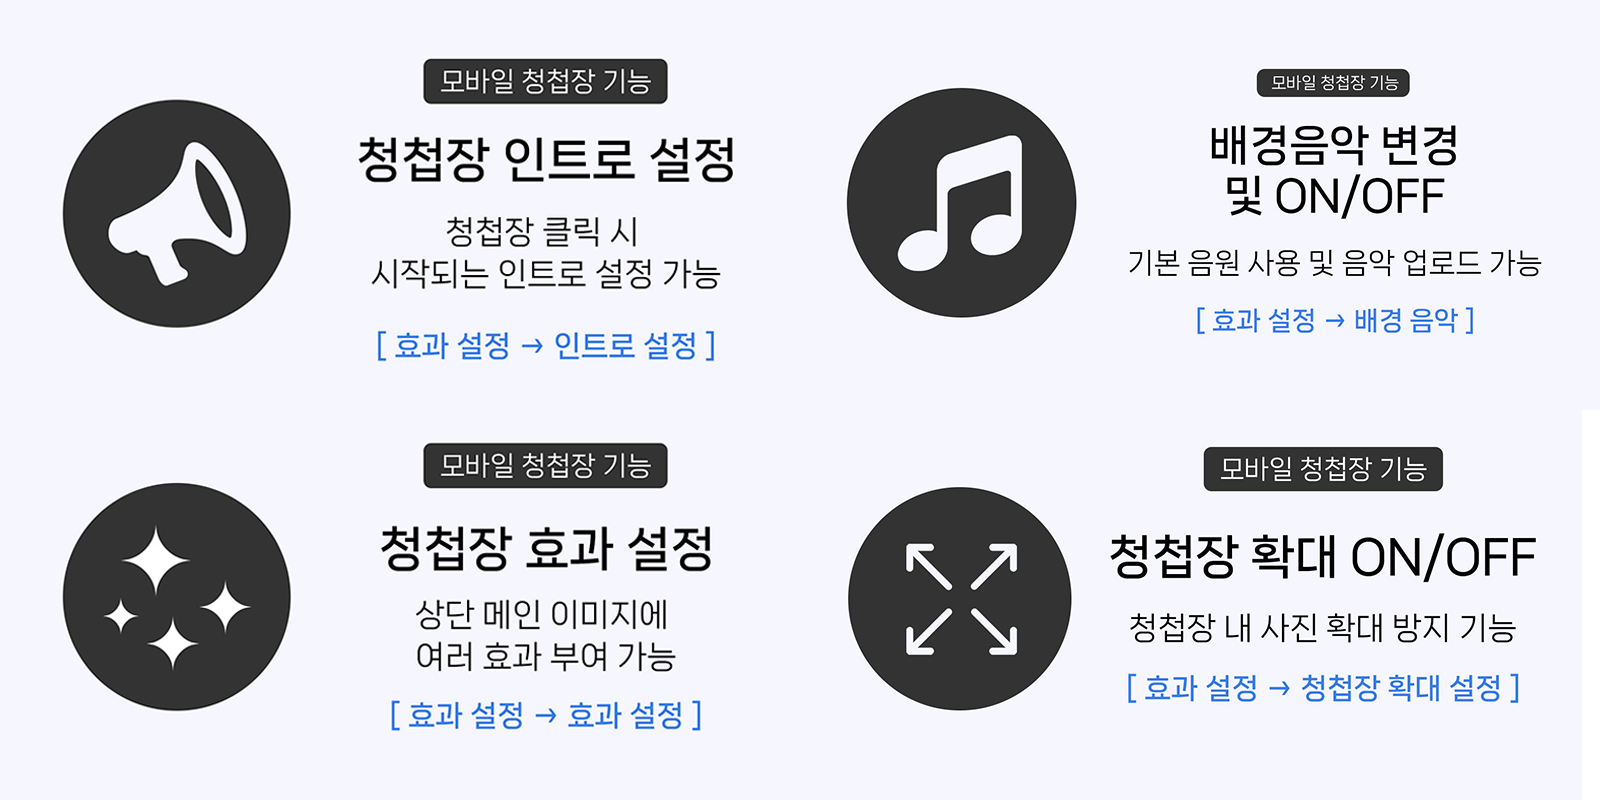 모바일 청첩장 기능
청첩장 인트로 설정
청첩장 클릭 시
시작되는 인트로 설정 가능
[ 효과 설정 → 인트로 설정 ]
모바일 청첩장 기능
배경음악 변경
및 ON/OFF
기본 음원 사용 및 음악 업로드 가능
[ 효과 설정 → 배경 음악 ]
모바일 청첩장 기능
청첩장 효과 설정
상단 메인 이미지에
여러 효과 부여 가능
[ 효과 설정 → 효과 설정 ]
모바일 청첩장 기능
청첩장 확대 ON/OFF
청첩장 내 사진 확대 방지 기능
[ 효과 설정 → 청첩장 확대 설정 ]